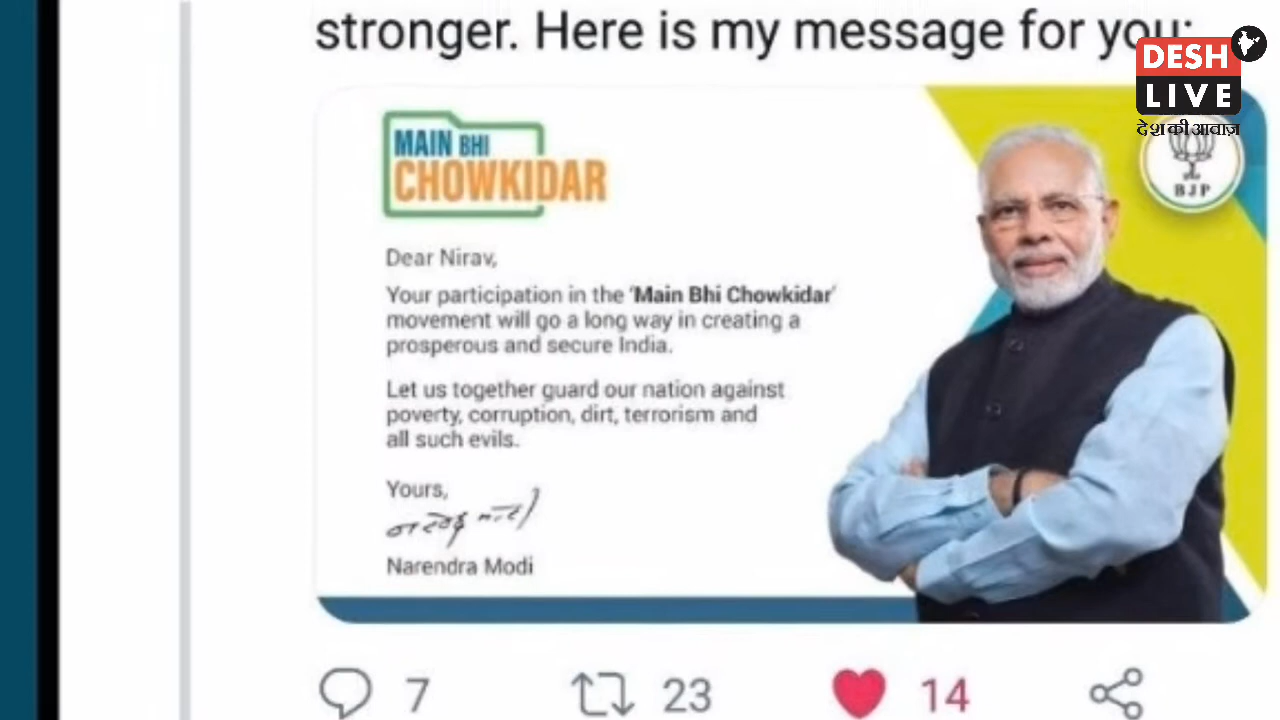 stronger. Here is my message for you:
DESH
LIVE
देश की आवाज़
BJP
MAIN BHI
CHOWKIDAR
Dear Nirav,
Your participation in the 'Main Bhi Chowkidar'
movement will go a long way in creating a
prosperous and secure India.
Let us together guard our nation against
poverty, corruption, dirt, terrorism and
all such evils.
Yours,
नरेन्द्र मोदी
Narendra Modi
7
23
14